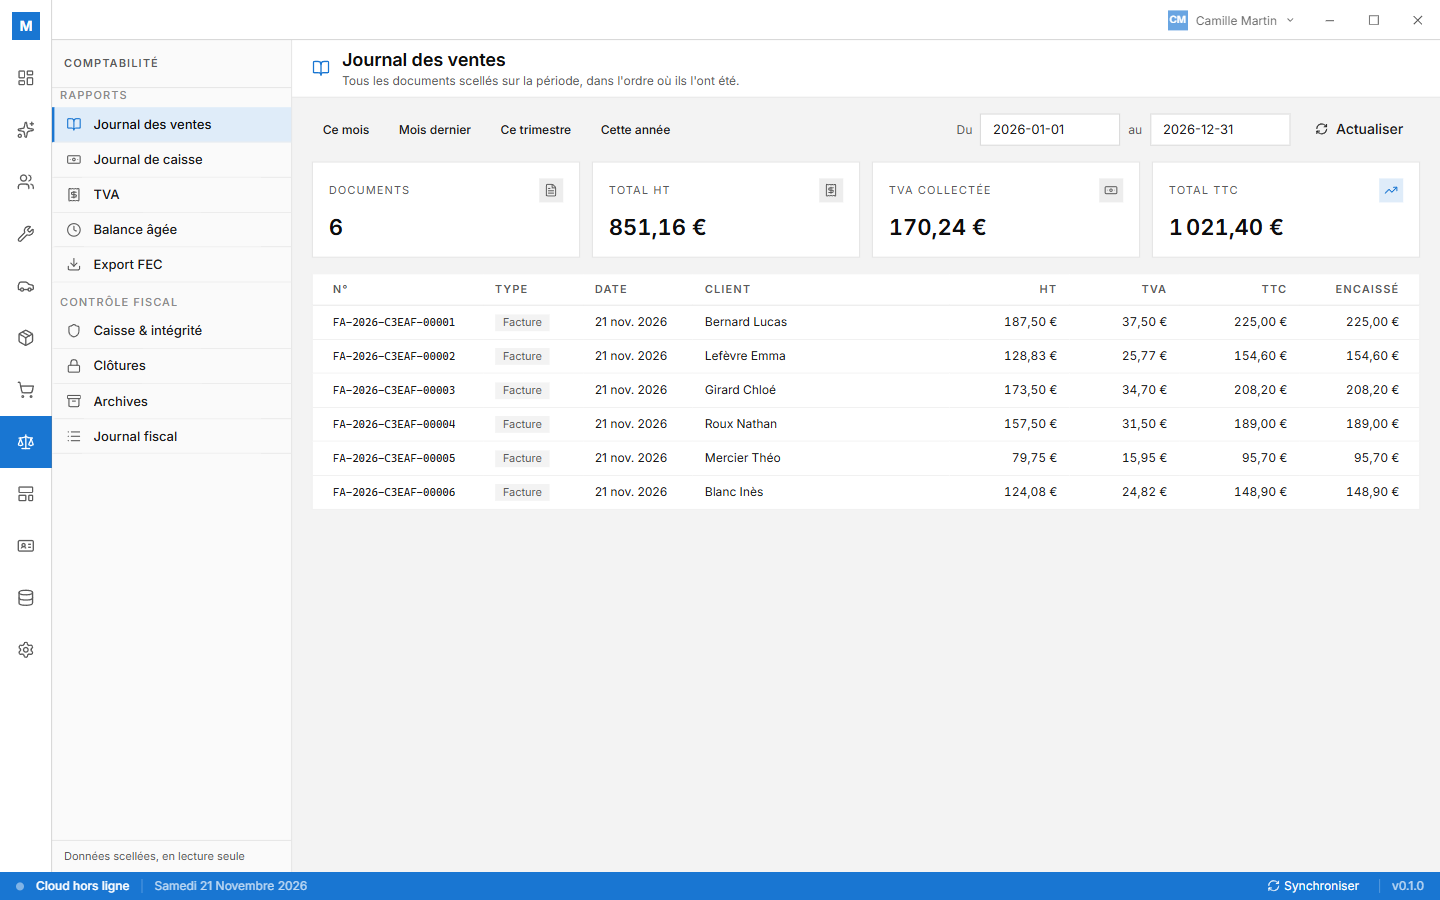 M
CM Camille Martin
COMPTABILITÉ
RAPPORTS
Journal des ventes
Journal de caisse
TVA
Balance âgée
Export FEC
CONTRÔLE FISCAL
Caisse & intégrité
Clôtures
Archives
Journal fiscal
Données scellées, en lecture seule
Journal des ventes
Tous les documents scellés sur la période, dans l'ordre où ils l'ont été.
Ce mois Mois dernier Ce trimestre Cette année Du 2026-01-01 au 2026-12-31 Actualiser
DOCUMENTS
6
TOTAL HT
851,16 €
TVA COLLECTÉE
170,24 €
TOTAL TTC
1 021,40 €
N° TYPE DATE CLIENT HT TVA TTC ENCAISSÉ
FA-2026-C3EAF-00001 Facture 21 nov. 2026 Bernard Lucas 187,50 € 37,50 € 225,00 € 225,00 €
FA-2026-C3EAF-00002 Facture 21 nov. 2026 Lefèvre Emma 128,83 € 25,77 € 154,60 € 154,60 €
FA-2026-C3EAF-00003 Facture 21 nov. 2026 Girard Chloé 173,50 € 34,70 € 208,20 € 208,20 €
FA-2026-C3EAF-00004 Facture 21 nov. 2026 Roux Nathan 157,50 € 31,50 € 189,00 € 189,00 €
FA-2026-C3EAF-00005 Facture 21 nov. 2026 Mercier Théo 79,75 € 15,95 € 95,70 € 95,70 €
FA-2026-C3EAF-00006 Facture 21 nov. 2026 Blanc Inès 124,08 € 24,82 € 148,90 € 148,90 €
Cloud hors ligne Samedi 21 Novembre 2026 Synchroniser v0.1.0